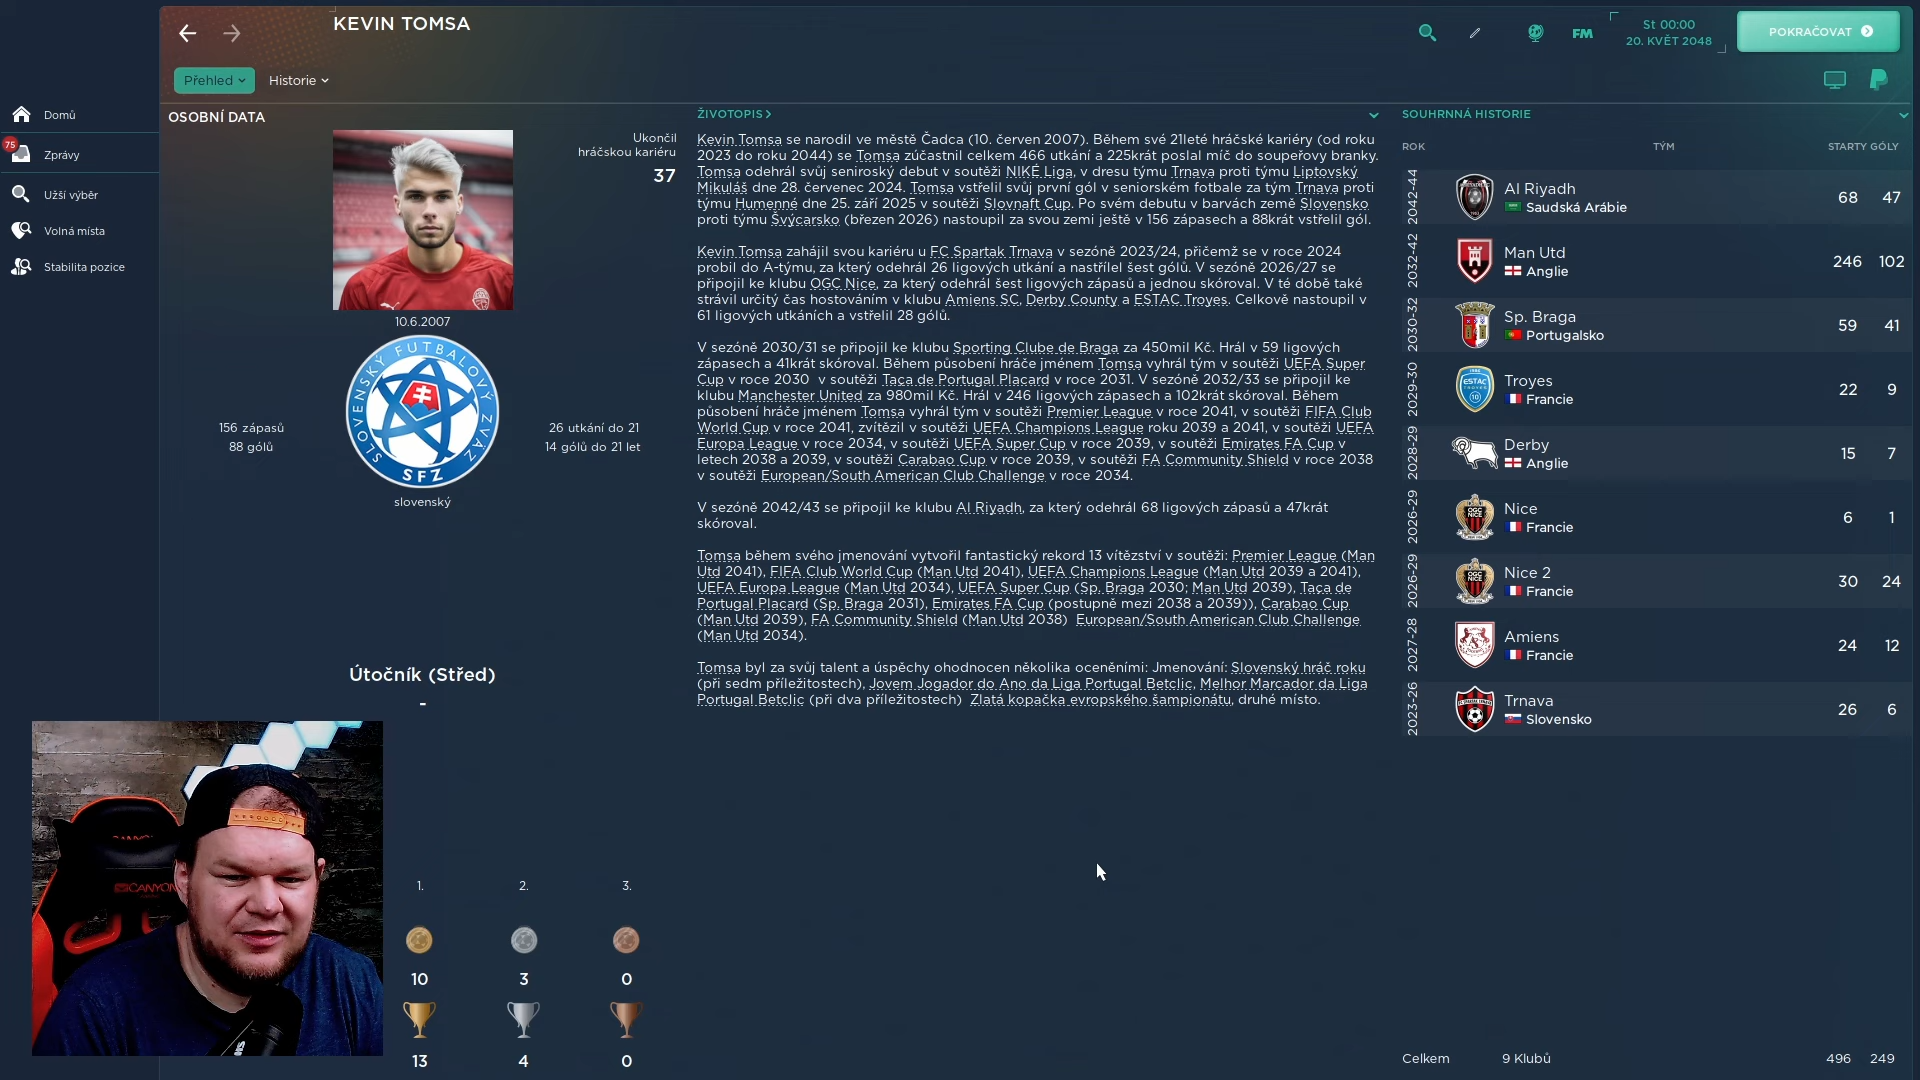 KEVIN TOMSA
St 00:00
20. KVĚT 2048
POKRAČOVAT
FM
Přehled
Historie
Domů
75
Zprávy
Užší výběr
Volná místa
Stabilita pozice
OSOBNÍ DATA
Ukončil
hráčskou kariéru
37
10.6.2007
SLOVENSKÝ FUTBALOVÝ ZVÄZ
SFZ
156 zápasů
88 gólů
26 utkání do 21
14 gólů do 21 let
slovenský
Útočník (Střed)
-
CANYON
1. 2. 3.
10 3 0
13 4 0
ŽIVOTOPIS
Kevin Tomsa se narodil ve městě Čadca (10. červen 2007). Během své 21leté hráčské kariéry (od roku
2023 do roku 2044) se Tomsa zúčastnil celkem 466 utkání a 225krát poslal míč do soupeřovy branky.
Tomsa odehrál svůj seniroský debut v soutěži NIKÉ Liga, v dresu týmu Trnava proti týmu Liptovský
Mikuláš dne 28. červenec 2024. Tomsa vstřelil svůj první gól v seniorském fotbale za tým Trnava proti
týmu Humenné dne 25. září 2025 v soutěži Slovnaft Cup. Po svém debutu v barvách země Slovensko
proti týmu Švýcarsko (březen 2026) nastoupil za svou zemi ještě v 156 zápasech a 88krát vstřelil gól.
Kevin Tomsa zahájil svou kariéru u FC Spartak Trnava v sezóně 2023/24, přičemž se v roce 2024
probil do A-týmu, za který odehrál 26 ligových utkání a nastřílel šest gólů. V sezóně 2026/27 se
připojil ke klubu OGC Nice, za který odehrál šest ligových zápasů a jednou skóroval. V té době také
strávil určitý čas hostováním v klubu Amiens SC, Derby County a ESTAC Troyes. Celkově nastoupil v
61 ligových utkáních a vstřelil 28 gólů.
V sezóně 2030/31 se připojil ke klubu Sporting Clube de Braga za 450mil Kč. Hrál v 59 ligových
zápasech a 41krát skóroval. Během působení hráče jménem Tomsa vyhrál tým v soutěži UEFA Super
Cup v roce 2030  v soutěži Taça de Portugal Placard v roce 2031. V sezóně 2032/33 se připojil ke
klubu Manchester United za 980mil Kč. Hrál v 246 ligových zápasech a 102krát skóroval. Během
působení hráče jménem Tomsa vyhrál tým v soutěži Premier League v roce 2041, v soutěži FIFA Club
World Cup v roce 2041, zvítězil v soutěži UEFA Champions League roku 2039 a 2041, v soutěži UEFA
Europa League v roce 2034, v soutěži UEFA Super Cup v roce 2039, v soutěži Emirates FA Cup v
letech 2038 a 2039, v soutěži Carabao Cup v roce 2039, v soutěži FA Community Shield v roce 2038
v soutěži European/South American Club Challenge v roce 2034.
V sezóně 2042/43 se připojil ke klubu Al Riyadh, za který odehrál 68 ligových zápasů a 47krát
skóroval.
Tomsa během svého jmenování vytvořil fantastický rekord 13 vítězství v soutěži: Premier League (Man
Utd 2041), FIFA Club World Cup (Man Utd 2041), UEFA Champions League (Man Utd 2039 a 2041),
UEFA Europa League (Man Utd 2034), UEFA Super Cup (Sp. Braga 2030; Man Utd 2039), Taça de
Portugal Placard (Sp. Braga 2031), Emirates FA Cup (postupně mezi 2038 a 2039)), Carabao Cup
(Man Utd 2039), FA Community Shield (Man Utd 2038)  European/South American Club Challenge
(Man Utd 2034).
Tomsa byl za svůj talent a úspěchy ohodnocen několika oceněními: Jmenování: Slovenský hráč roku
(při sedm příležitostech), Jovem Jogador do Ano da Liga Portugal Betclic, Melhor Marcador da Liga
Portugal Betclic (při dva příležitostech)  Zlatá kopačka evropského šampionátu, druhé místo.
SOUHRNNÁ HISTORIE
ROK TÝM STARTY GÓLY
2042-44 Al Riyadh 68 47
Saudská Arábie
2032-42 Man Utd 246 102
Anglie
2030-32 Sp. Braga 59 41
Portugalsko
2029-30 Troyes 22 9
Francie
2028-29 Derby 15 7
Anglie
2026-29 Nice 6 1
Francie
2026-29 Nice 2 30 24
Francie
2027-28 Amiens 24 12
Francie
2023-26 Trnava 26 6
Slovensko
Celkem 9 Klubů 496 249